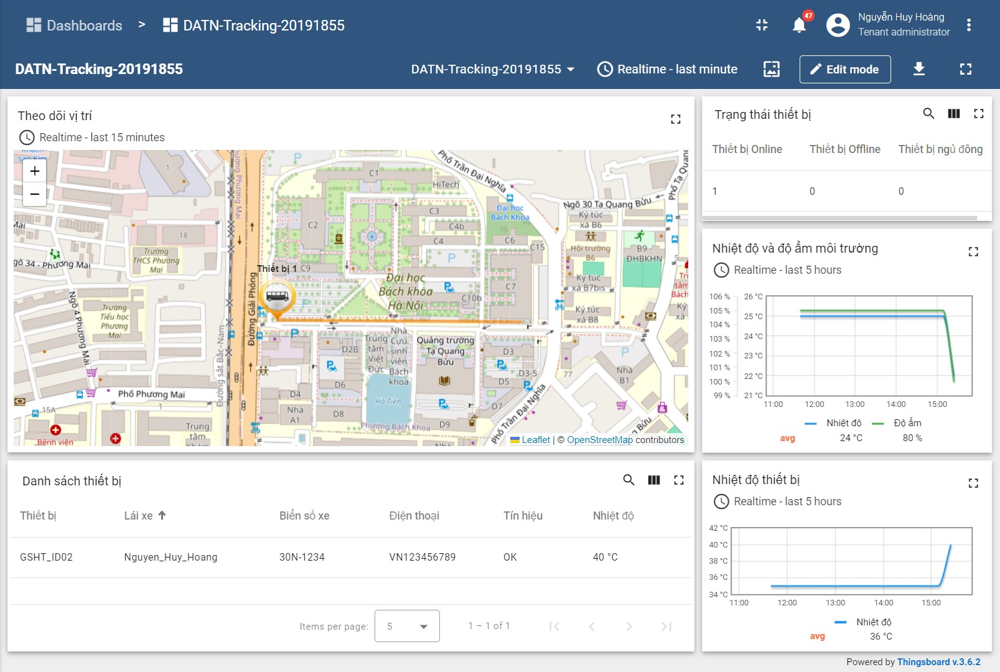 Dashboards > DATN-Tracking-20191855
47
Nguyễn Huy Hoàng
Tenant administrator
DATN-Tracking-20191855
DATN-Tracking-20191855
Realtime - last minute
Edit mode
Theo dõi vị trí
Realtime - last 15 minutes
+
−
1
18
Trường
THCS Phương
Mai
Trường
Tiểu học
Phương
Mai
Ngõ 4 Phương Mai
Phố Phương Mai
1
15A
Bệnh viện
Trung
tâm
Đường sắt Bắc–Nam
Đường Giải Phóng
Thiết bị 1
C1
HiTech
C2
C3
C4b
C4
C6
C15
C9
C7
C10b
P
P
P
P
P
Đại học
Bách khoa
Hà Nội
Phố Trần Đại Nghĩa
Đại học
Bách Khoa
Ngõ 30 Tạ Quang Bửu
Ký túc
xá B6
Hội trường
B6
B9 -
ĐHBKHN
Ký túc
xá B7bis
Ký túc
xá B8
5
Nhà
B1
77
D2B
Trung
tâm
Việt
Đức
Nhà
Cựu
sinh
viên
Bách
khoa
Quảng trường
Tạ Quang
Bửu
D3
D3-5
D5
D7
D6
D4
D8
D9
Nhà
A1
Hồ Tiền
Phường Bách Khoa
Phố Trần Đại Nghĩa
Leaflet | © OpenStreetMap contributors
Trạng thái thiết bị
Thiết bị Online Thiết bị Offline Thiết bị ngủ đông
1 0 0
Nhiệt độ và độ ẩm môi trường
Realtime - last 5 hours
106 %
105 %
104 %
103 %
102 %
101 %
100 %
99 %
26 °C
25 °C
24 °C
23 °C
22 °C
21 °C
11:00 12:00 13:00 14:00 15:00
Nhiệt độ Độ ẩm
avg 24 °C 80 %
Danh sách thiết bị
Thiết bị Lái xe Biển số xe Điện thoại Tín hiệu Nhiệt độ
GSHT_ID02 Nguyen_Huy_Hoang 30N-1234 VN123456789 OK 40 °C
Items per page: 5 1 – 1 of 1
Nhiệt độ thiết bị
Realtime - last 5 hours
42 °C
40 °C
38 °C
36 °C
34 °C
11:00 12:00 13:00 14:00 15:00
Nhiệt độ
avg 36 °C
Powered by Thingsboard v.3.6.2